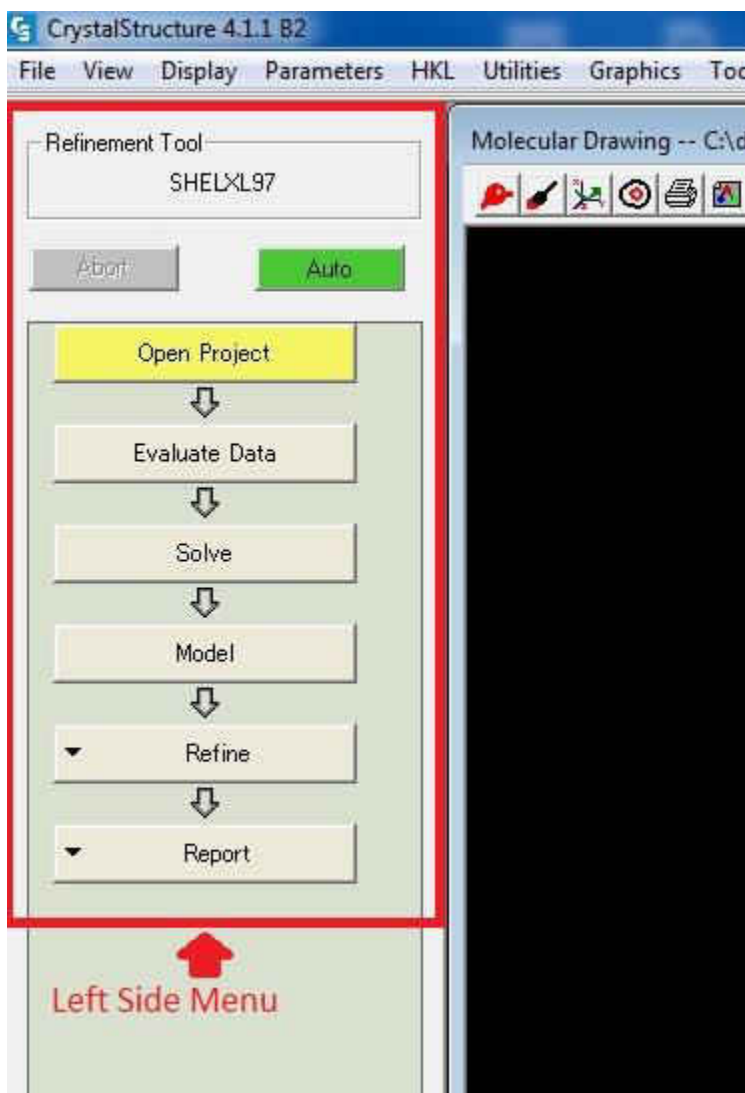 CrystalStructure 4.1.1 B2
File View Display Parameters HKL Utilities Graphics
Refinement Tool
SHELXL97
Molecular Drawing -- C:\d
Abort
Auto
Open Project
Evaluate Data
Solve
Model
Refine
Report
Left Side Menu